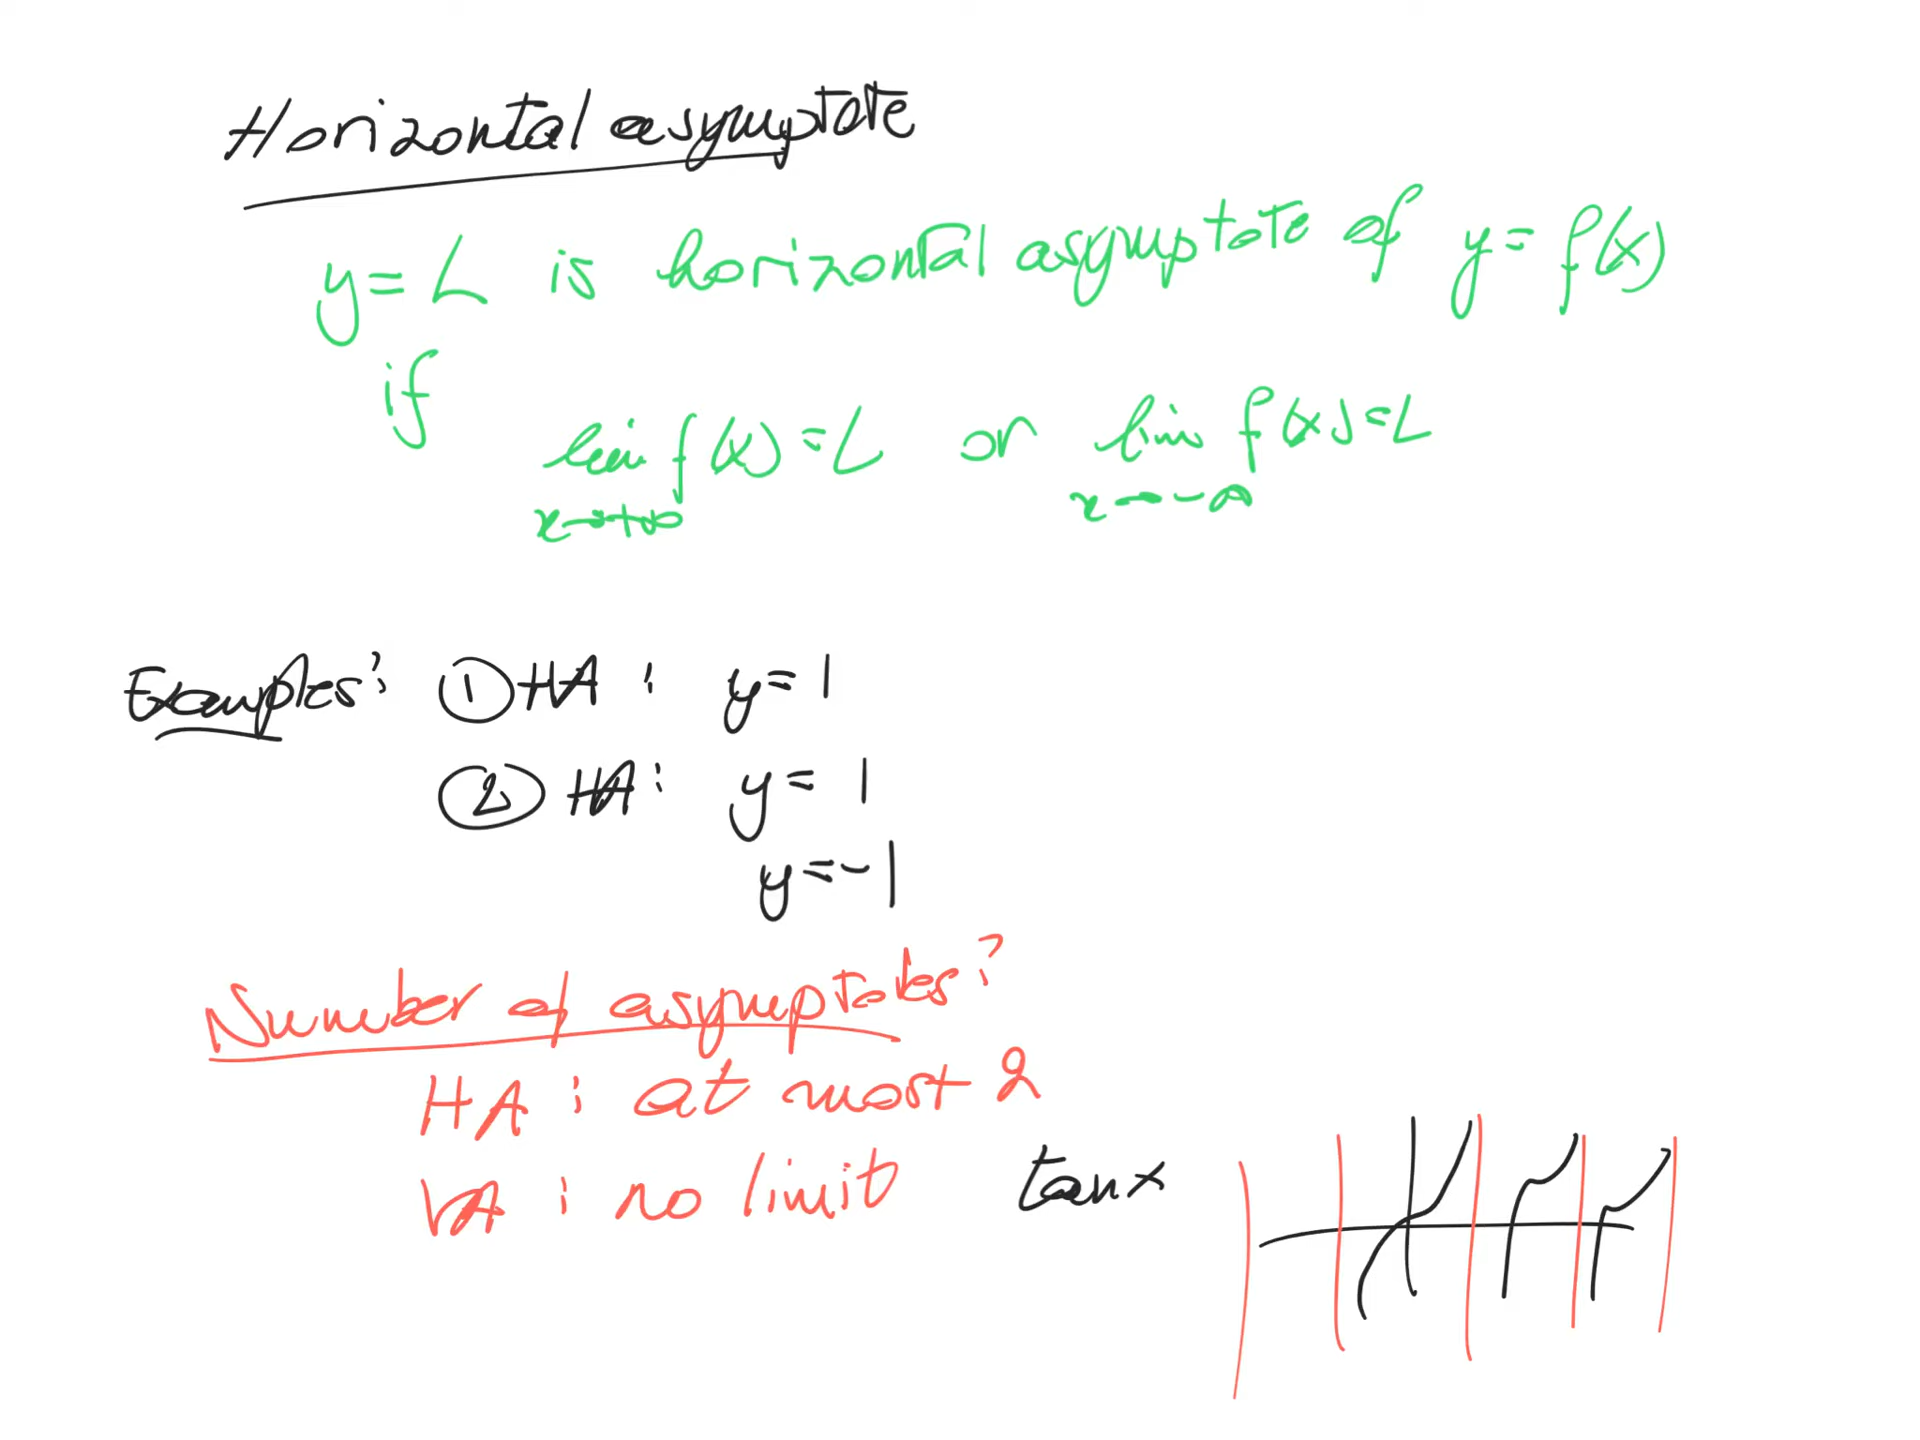 Horizontal asymptote
y = L is horizontal asymptote of y = f(x)
if
lim f(x) = L or lim f(x) = L
x→+∞ x→-∞
Examples: ① HA : y = 1
② HA : y = 1
y = -1
Number of asymptotes?
HA : at most 2
VA : no limit tan x